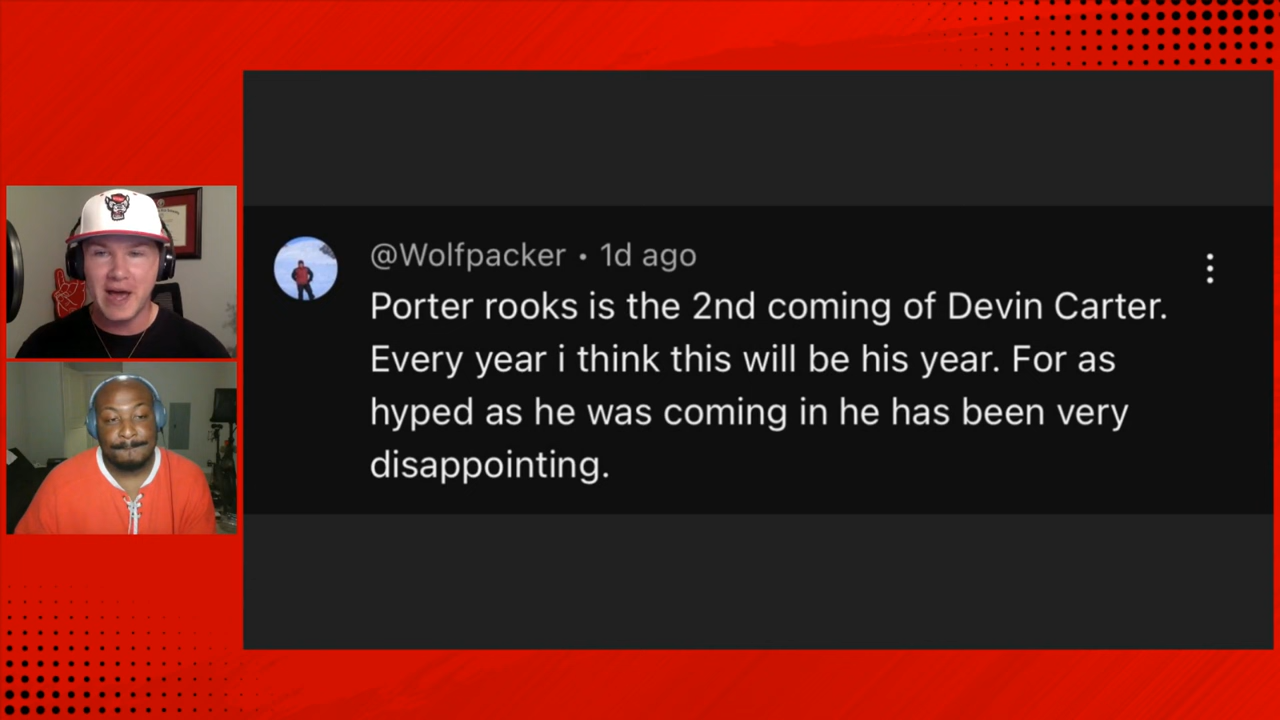 @Wolfpacker • 1d ago
Porter rooks is the 2nd coming of Devin Carter.
Every year i think this will be his year. For as
hyped as he was coming in he has been very
disappointing.